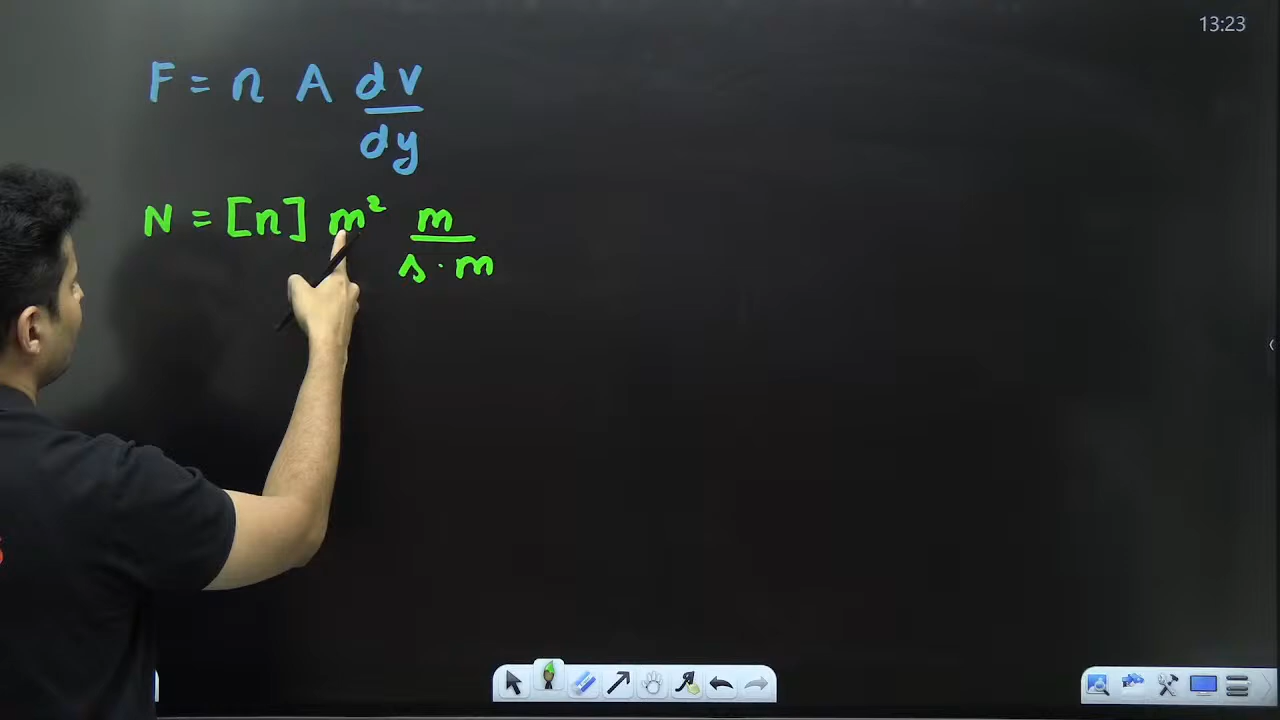 13:23
F = η A dv/dy
N = [η] m² m/s·m